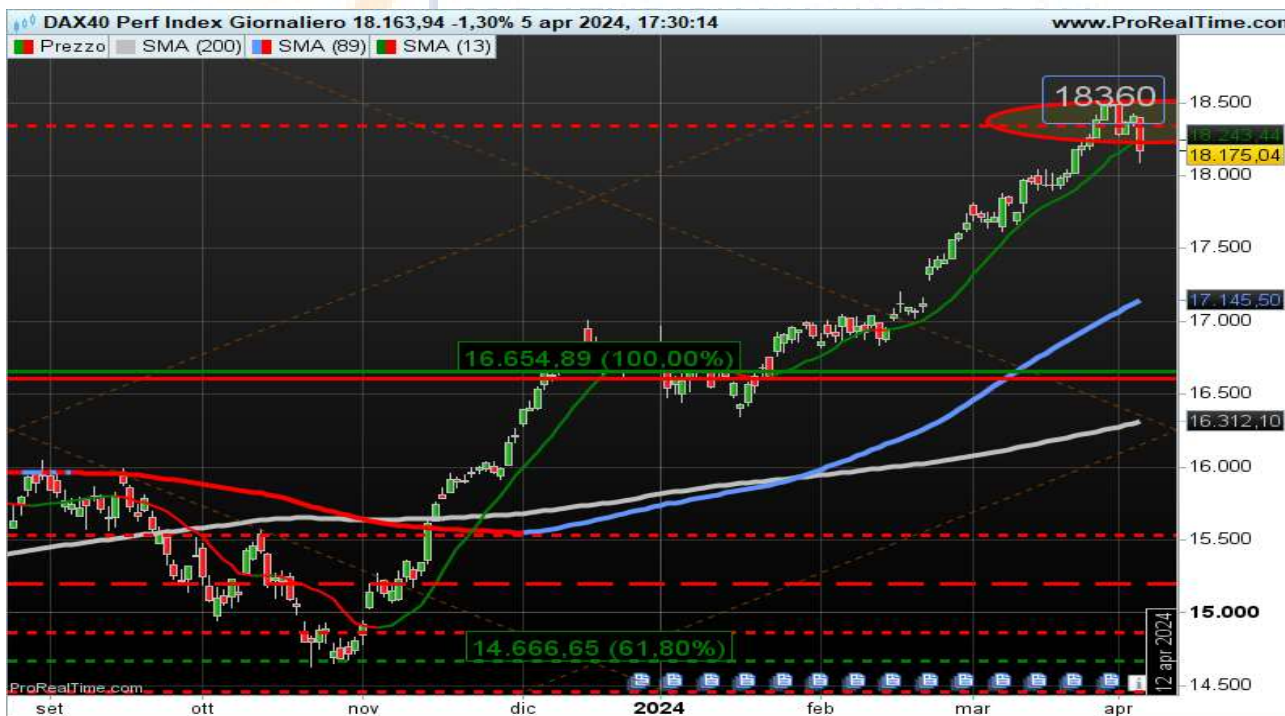 DAX40 Perf Index Giornaliero 18.163,94 -1,30% 5 apr 2024, 17:30:14
www.ProRealTime.com
Prezzo SMA (200) SMA (89) SMA (13)
18360
18.500
18.243,44
18.175,04
18.000
17.500
17.145,50
17.000
16.654,89 (100,00%)
16.500
16.312,10
16.000
15.500
15.000
14.666,65 (61,80%)
12 apr 2024
ProRealTime.com
14.500
set ott nov dic 2024 feb mar apr